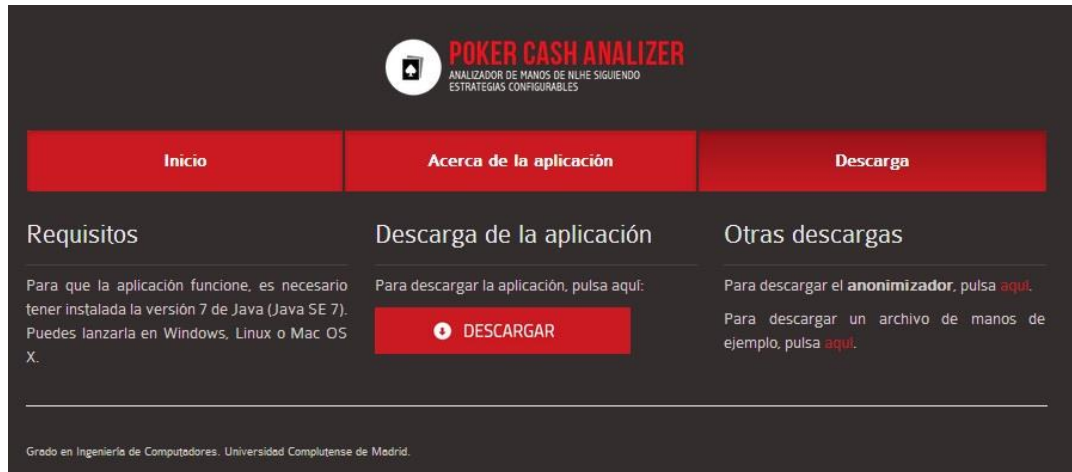 POKER CASH ANALIZER
ANALIZADOR DE MANOS DE NLHE SIGUIENDO
ESTRATEGIAS CONFIGURABLES
Inicio
Acerca de la aplicación
Descarga
Requisitos
Para que la aplicación funcione, es necesario
tener instalada la versión 7 de Java (Java SE 7).
Puedes lanzarla en Windows, Linux o Mac OS
X.
Descarga de la aplicación
Para descargar la aplicación, pulsa aquí:
DESCARGAR
Otras descargas
Para descargar el anonimizador, pulsa aquí.
Para descargar un archivo de manos de
ejemplo, pulsa aquí.
Grado en Ingeniería de Computadores. Universidad Complutense de Madrid.